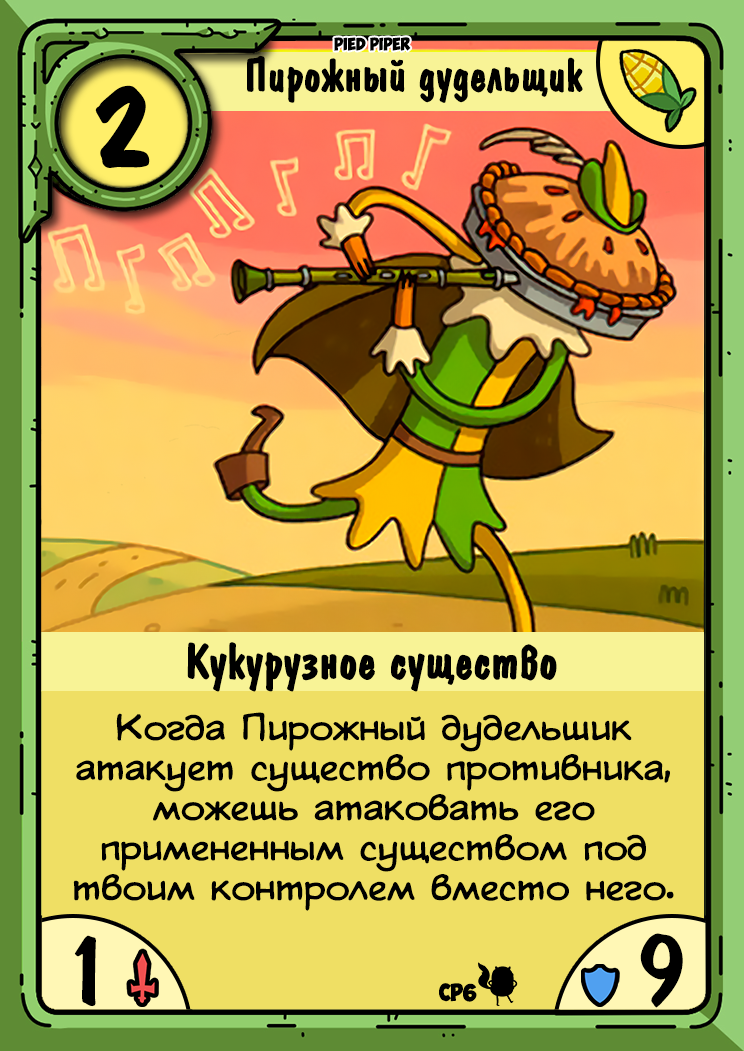 PIED PIPER
Пирожный дудельщик
2
Кукурузное существо
Когда Пирожный дудельшик
атакует существо противника,
можешь атаковать его
примененным существом под
твоим контролем вместо него.
1
CP6
9